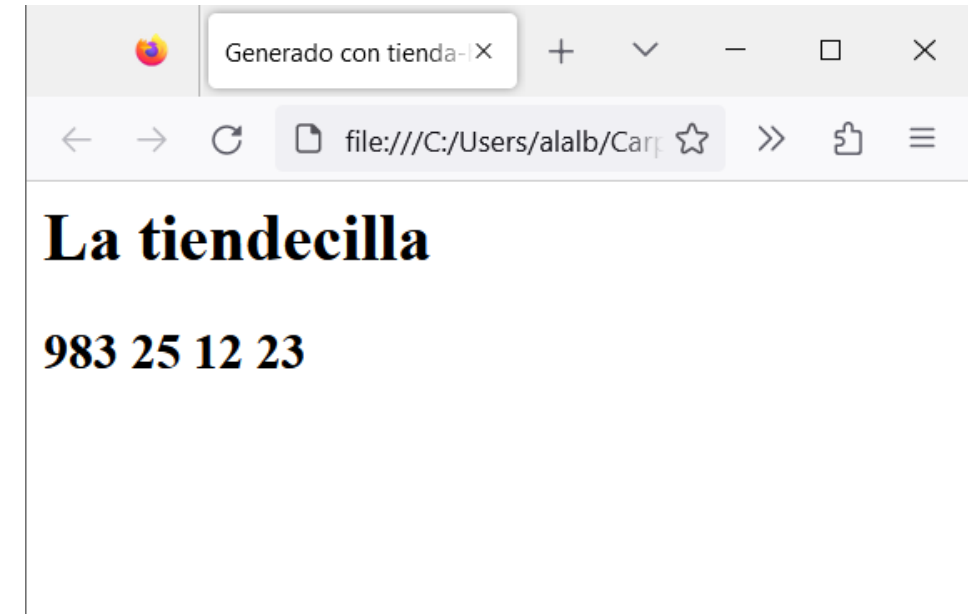 Generado con tienda-
file:///C:/Users/alalb/Carp
La tiendecilla
983 25 12 23